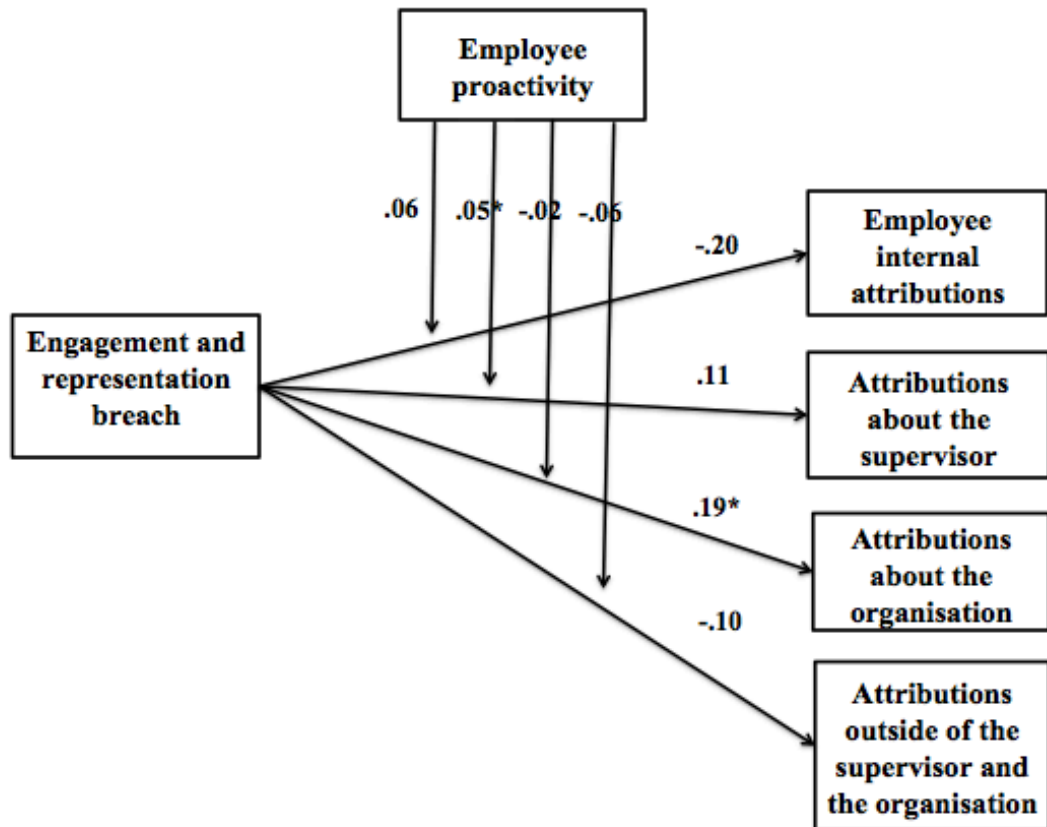 Employee
proactivity
.06
.05*
-.02
-.06
-.20
Employee
internal
attributions
Engagement and
representation
breach
.11
Attributions
about the
supervisor
.19*
Attributions
about the
organisation
-.10
Attributions
outside of the
supervisor and
the organisation